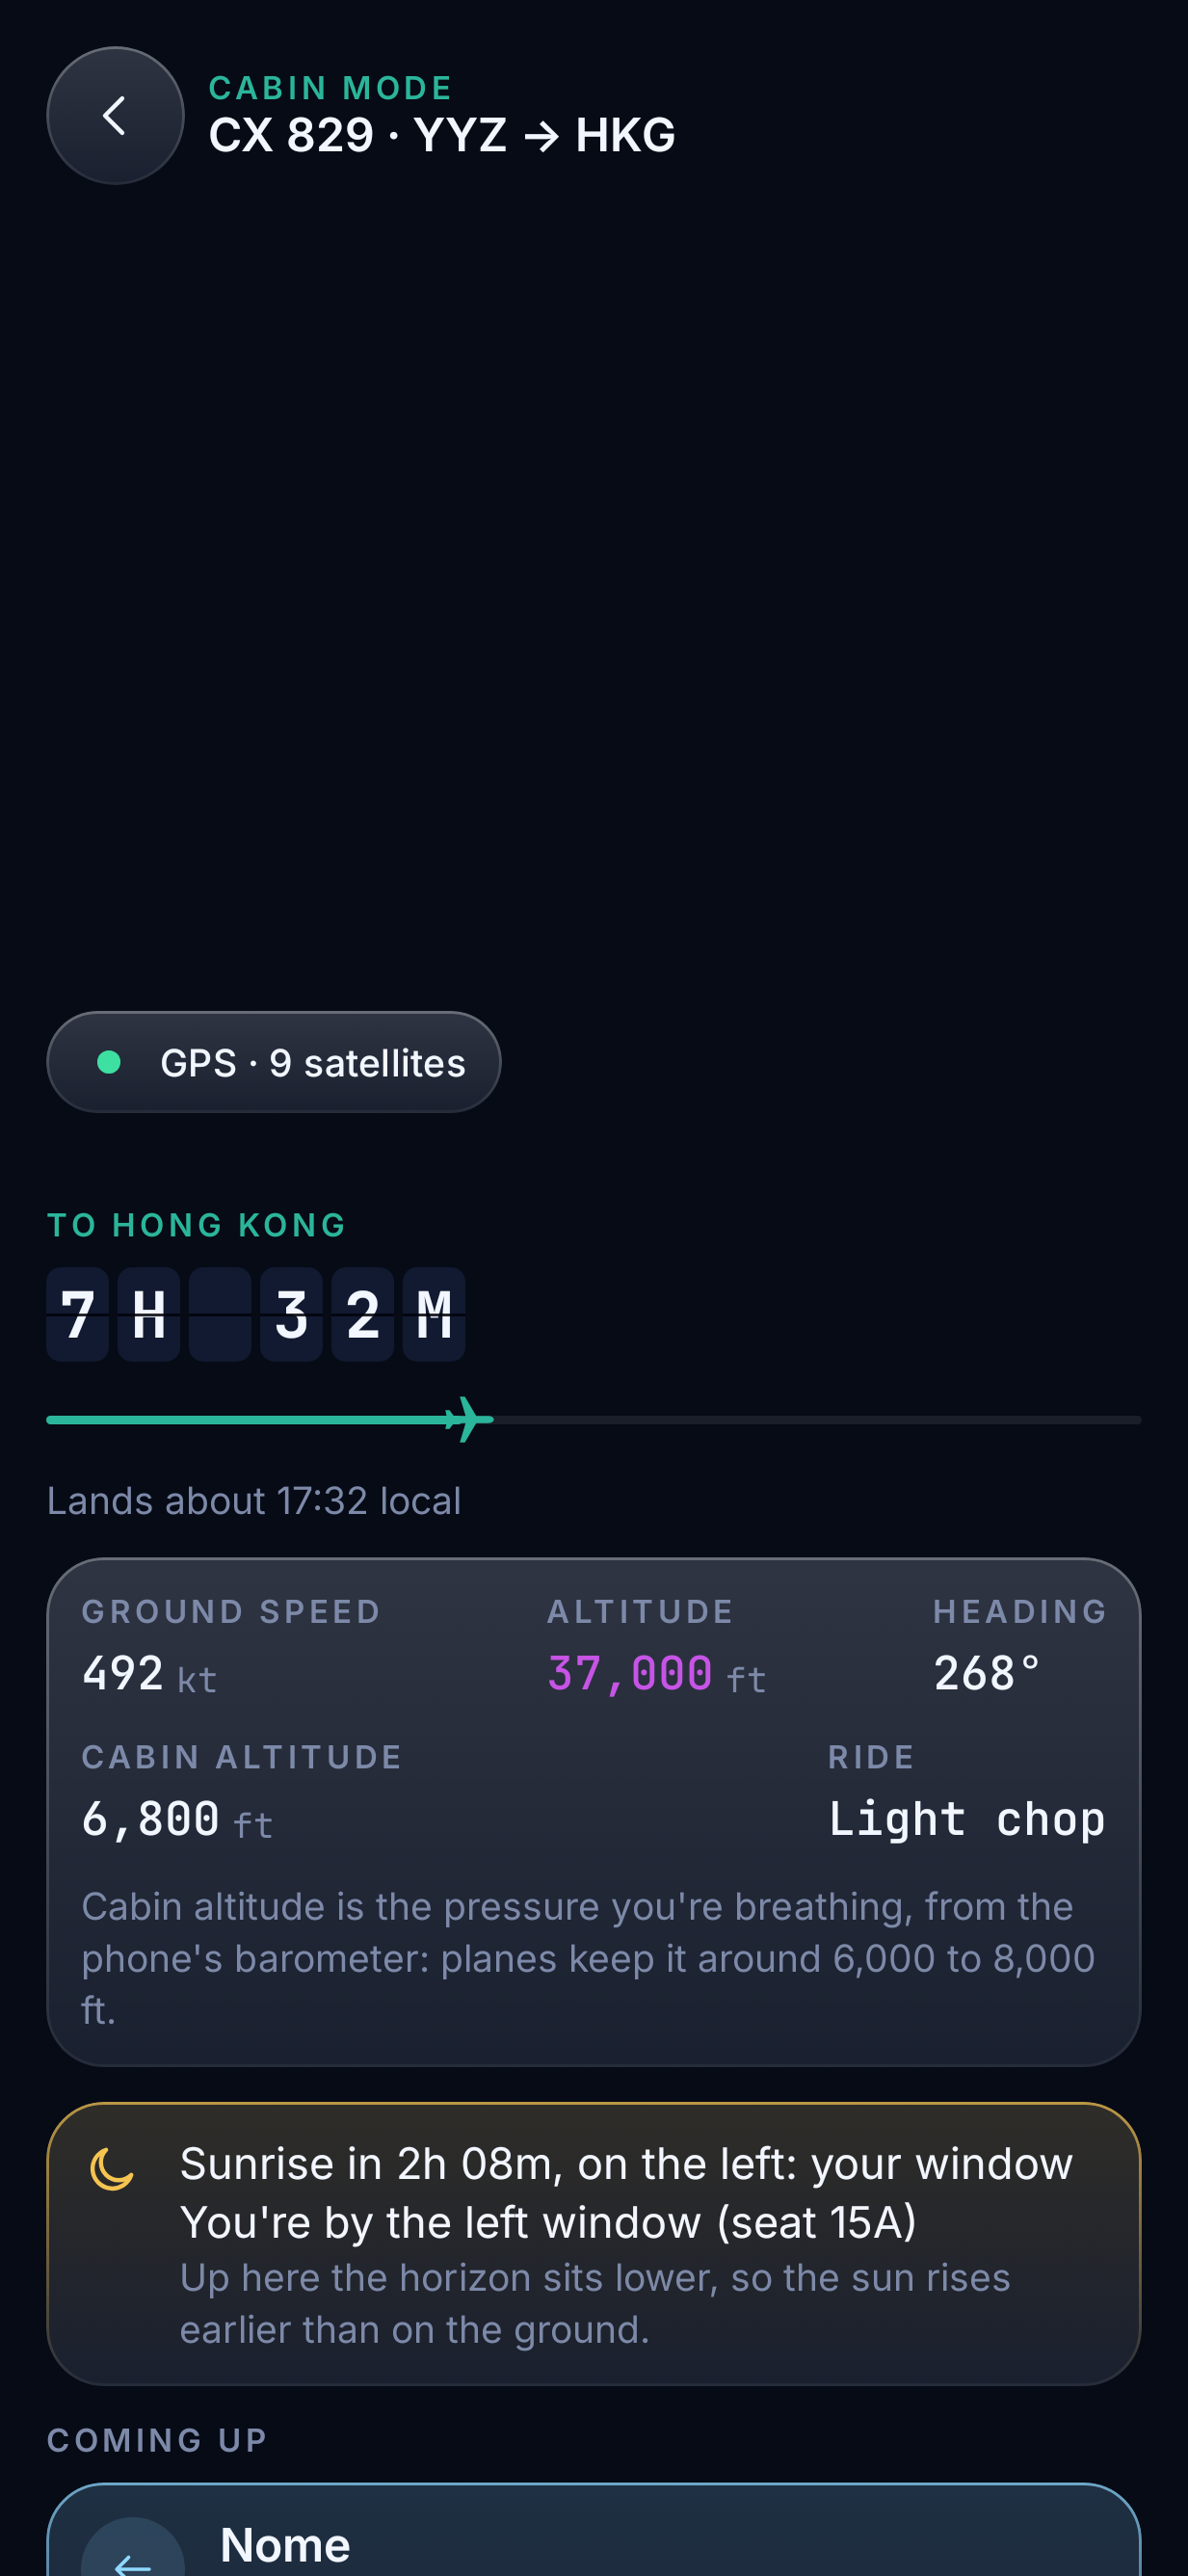 CABIN MODE
CX 829 · YYZ → HKG
GPS · 9 satellites
TO HONG KONG
7H 32M
Lands about 17:32 local
GROUND SPEED ALTITUDE HEADING
492 kt 37,000 ft 268°
CABIN ALTITUDE RIDE
6,800 ft Light chop
Cabin altitude is the pressure you're breathing, from the
phone's barometer: planes keep it around 6,000 to 8,000
ft.
Sunrise in 2h 08m, on the left: your window
You're by the left window (seat 15A)
Up here the horizon sits lower, so the sun rises
earlier than on the ground.
COMING UP
Nome